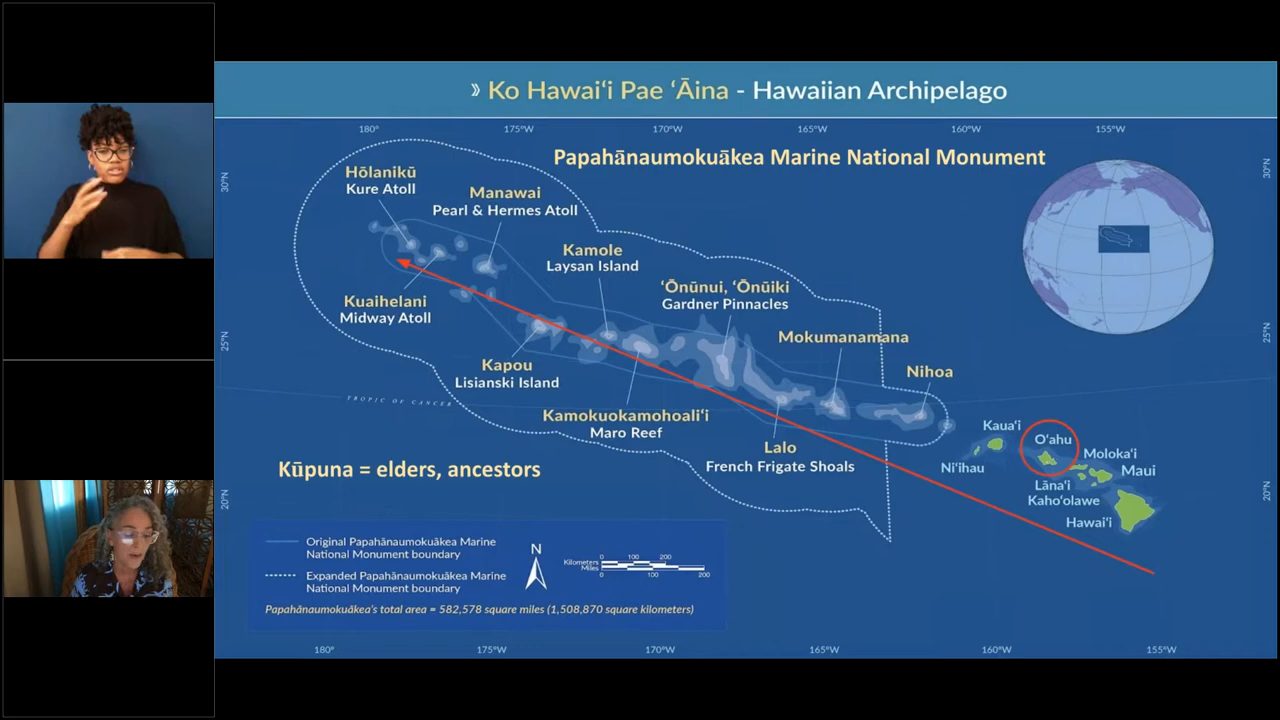 》 Ko Hawaiʻi Pae ʻĀina - Hawaiian Archipelago
180° 175°W 170°W 165°W 160°W 155°W
Papahānaumokuākea Marine National Monument
30°N
30°N
Hōlanikū
Kure Atoll
Manawai
Pearl & Hermes Atoll
Kamole
Laysan Island
ʻŌnūnui, ʻŌnūiki
Gardner Pinnacles
Kuaihelani
Midway Atoll
Mokumanamana
Nihoa
25°N
25°N
Kapou
Lisianski Island
TROPIC OF CANCER
Kamokuokamohoaliʻi
Maro Reef
Lalo
French Frigate Shoals
Kauaʻi
Niʻihau
Oʻahu
Molokaʻi
Maui
Lānaʻi
Kahoʻolawe
Hawaiʻi
Kūpuna = elders, ancestors
20°N
20°N
Original Papahānaumokuākea Marine
National Monument boundary
Expanded Papahānaumokuākea Marine
National Monument boundary
N
0 100 200
Kilometers
Miles
0 100 200
Papahānaumokuākea's total area = 582,578 square miles (1,508,870 square kilometers)
180° 175°W 170°W 165°W 160°W 155°W